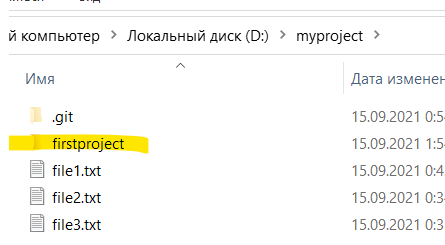 й компьютер > Локальный диск (D:) > myproject >
Имя
Дата изменен
.git
15.09.2021 0:5
firstproject
15.09.2021 1:5
file1.txt
15.09.2021 0:4
file2.txt
15.09.2021 0:3
file3.txt
15.09.2021 0:3